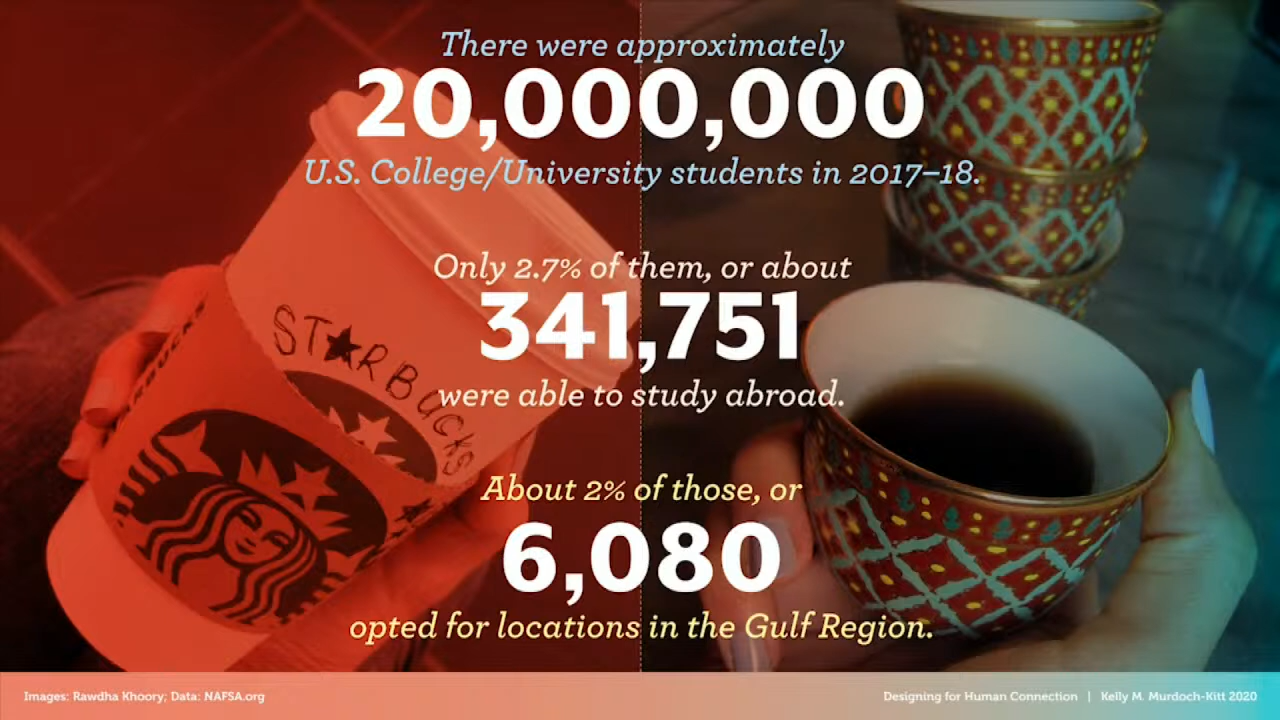 There were approximately
20,000,000
U.S. College/University students in 2017–18.
Only 2.7% of them, or about
341,751
were able to study abroad.
About 2% of those, or
6,080
opted for locations in the Gulf Region.
STARBUCKS
Images: Rawdha Khoory; Data: NAFSA.org
Designing for Human Connection | Kelly M. Murdoch-Kitt 2020